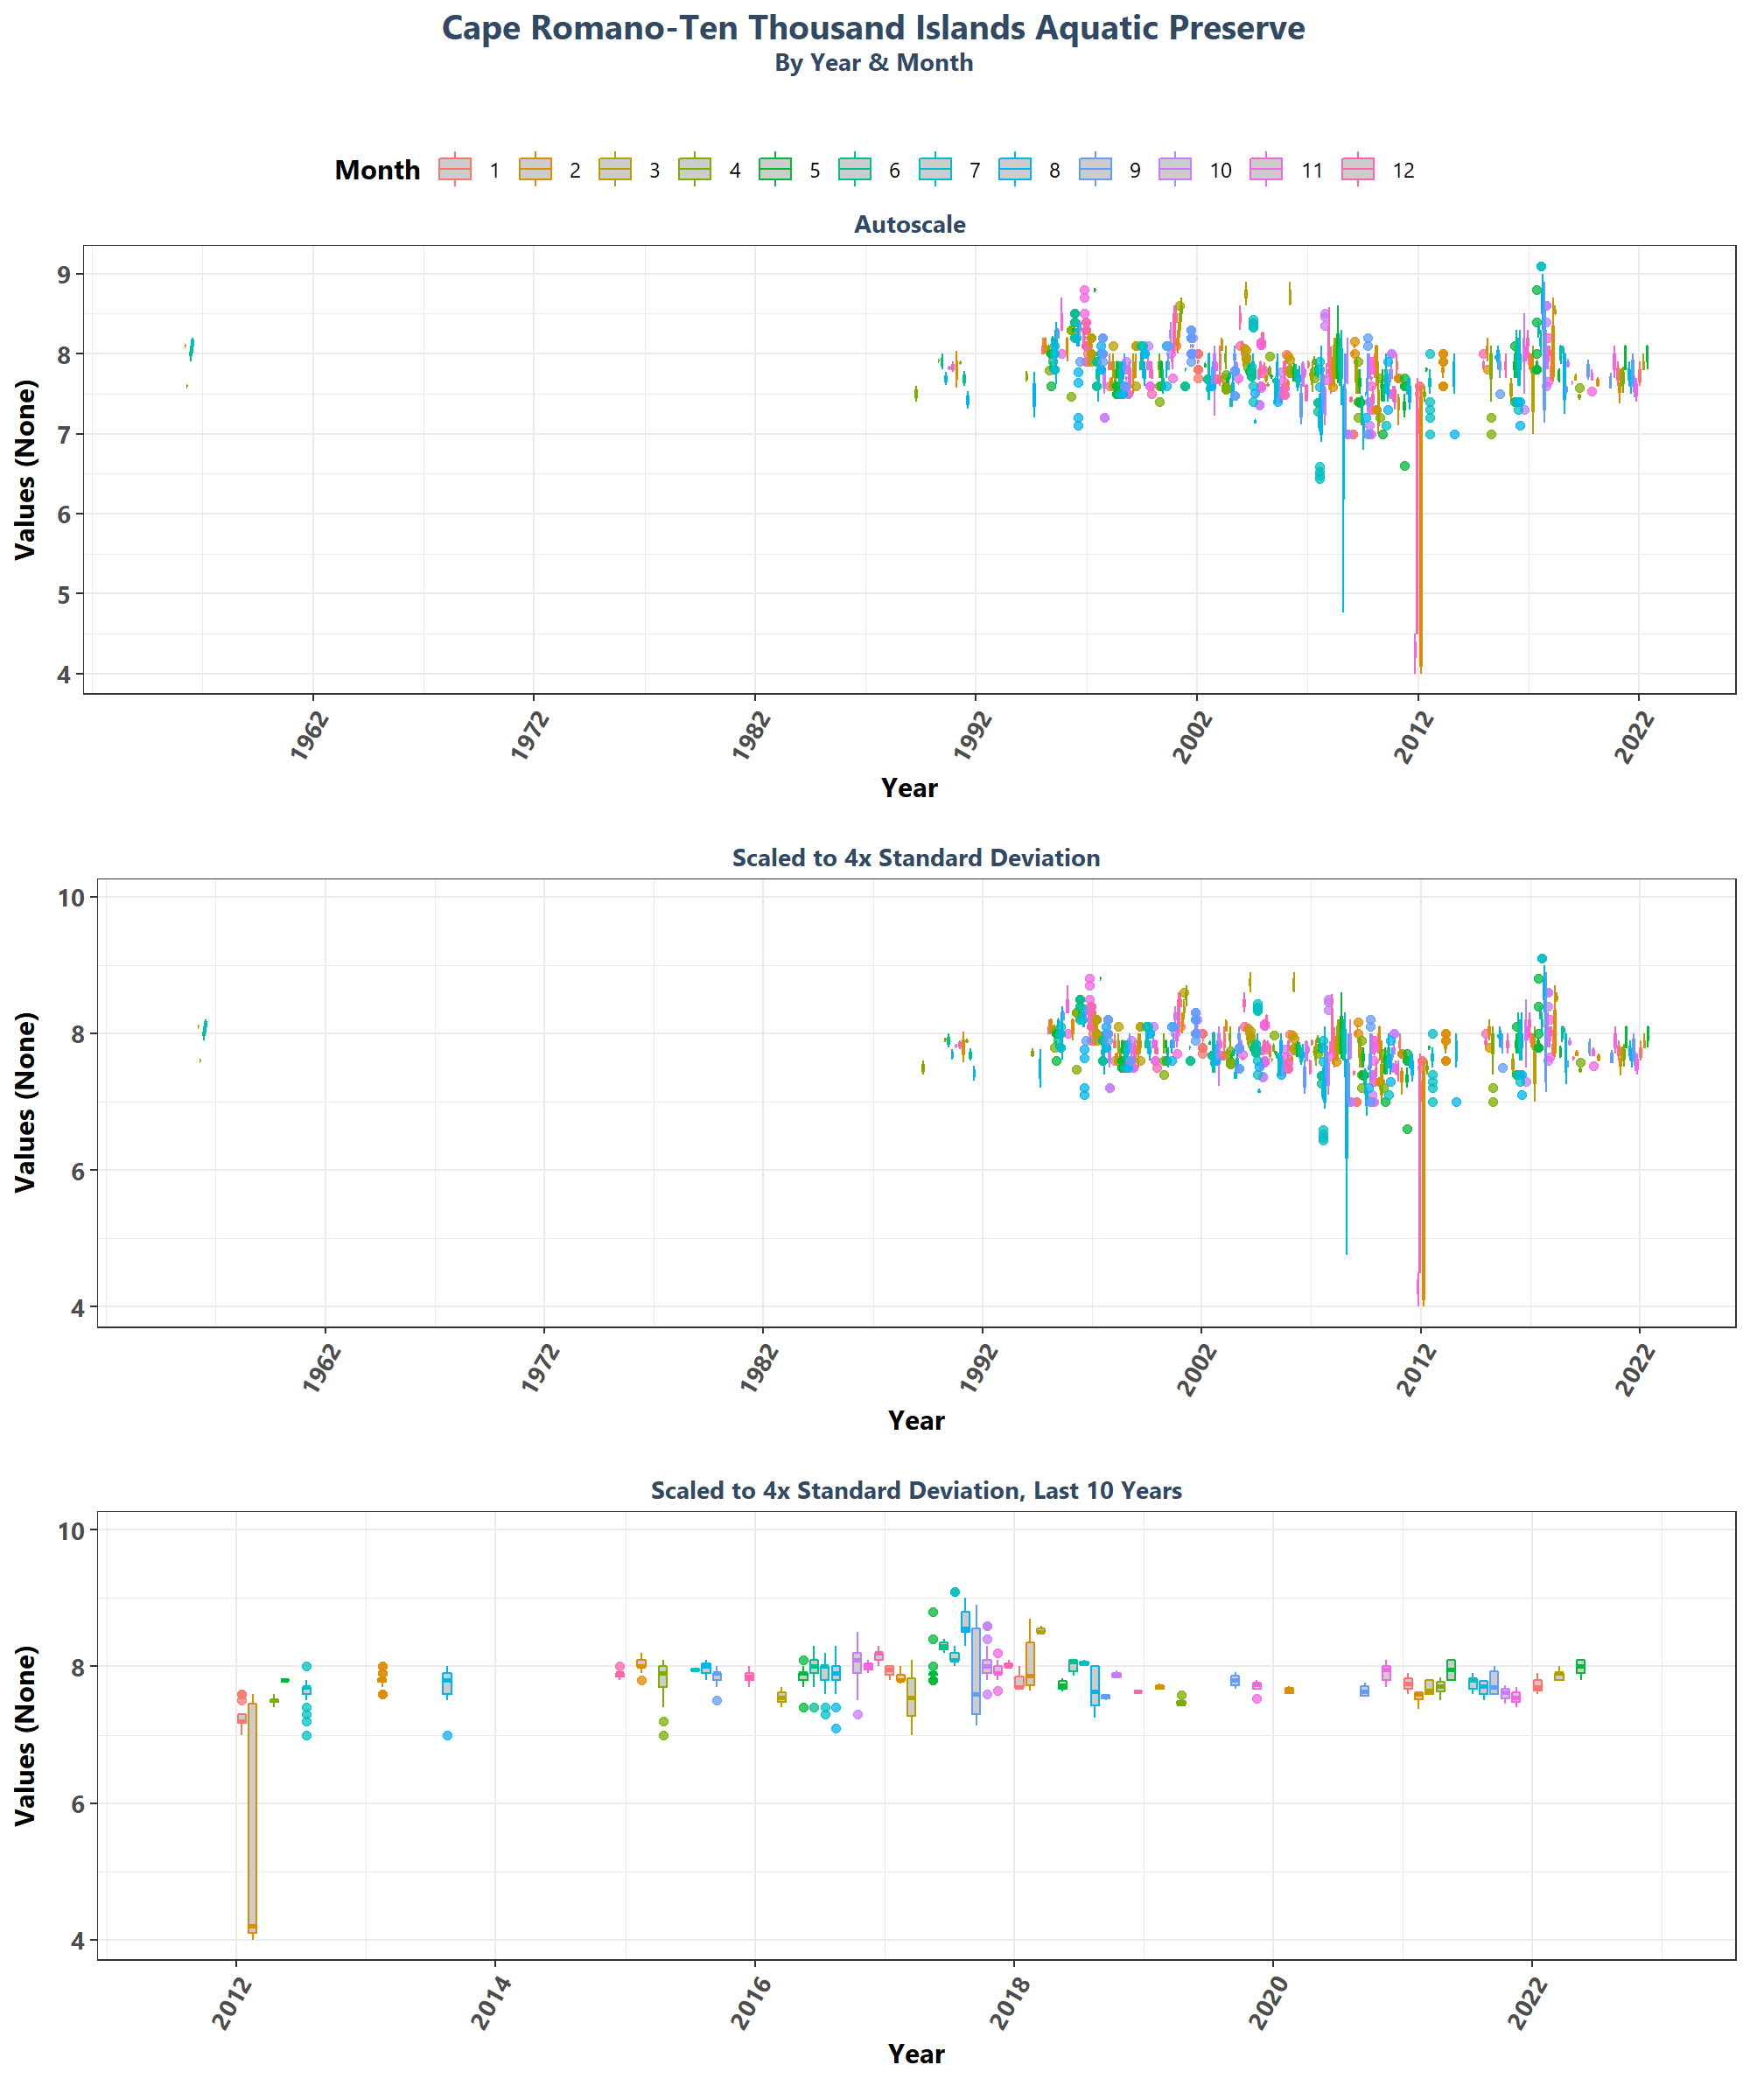 Cape Romano-Ten Thousand Islands Aquatic Preserve
By Year & Month
Month 1 2 3 4 5 6 7 8 9 10 11 12
Autoscale
Values (None)
9
8
7
6
5
4
1962 1972 1982 1992 2002 2012 2022
Year
Scaled to 4x Standard Deviation
Values (None)
10
8
6
4
1962 1972 1982 1992 2002 2012 2022
Year
Scaled to 4x Standard Deviation, Last 10 Years
Values (None)
10
8
6
4
2012 2014 2016 2018 2020 2022
Year